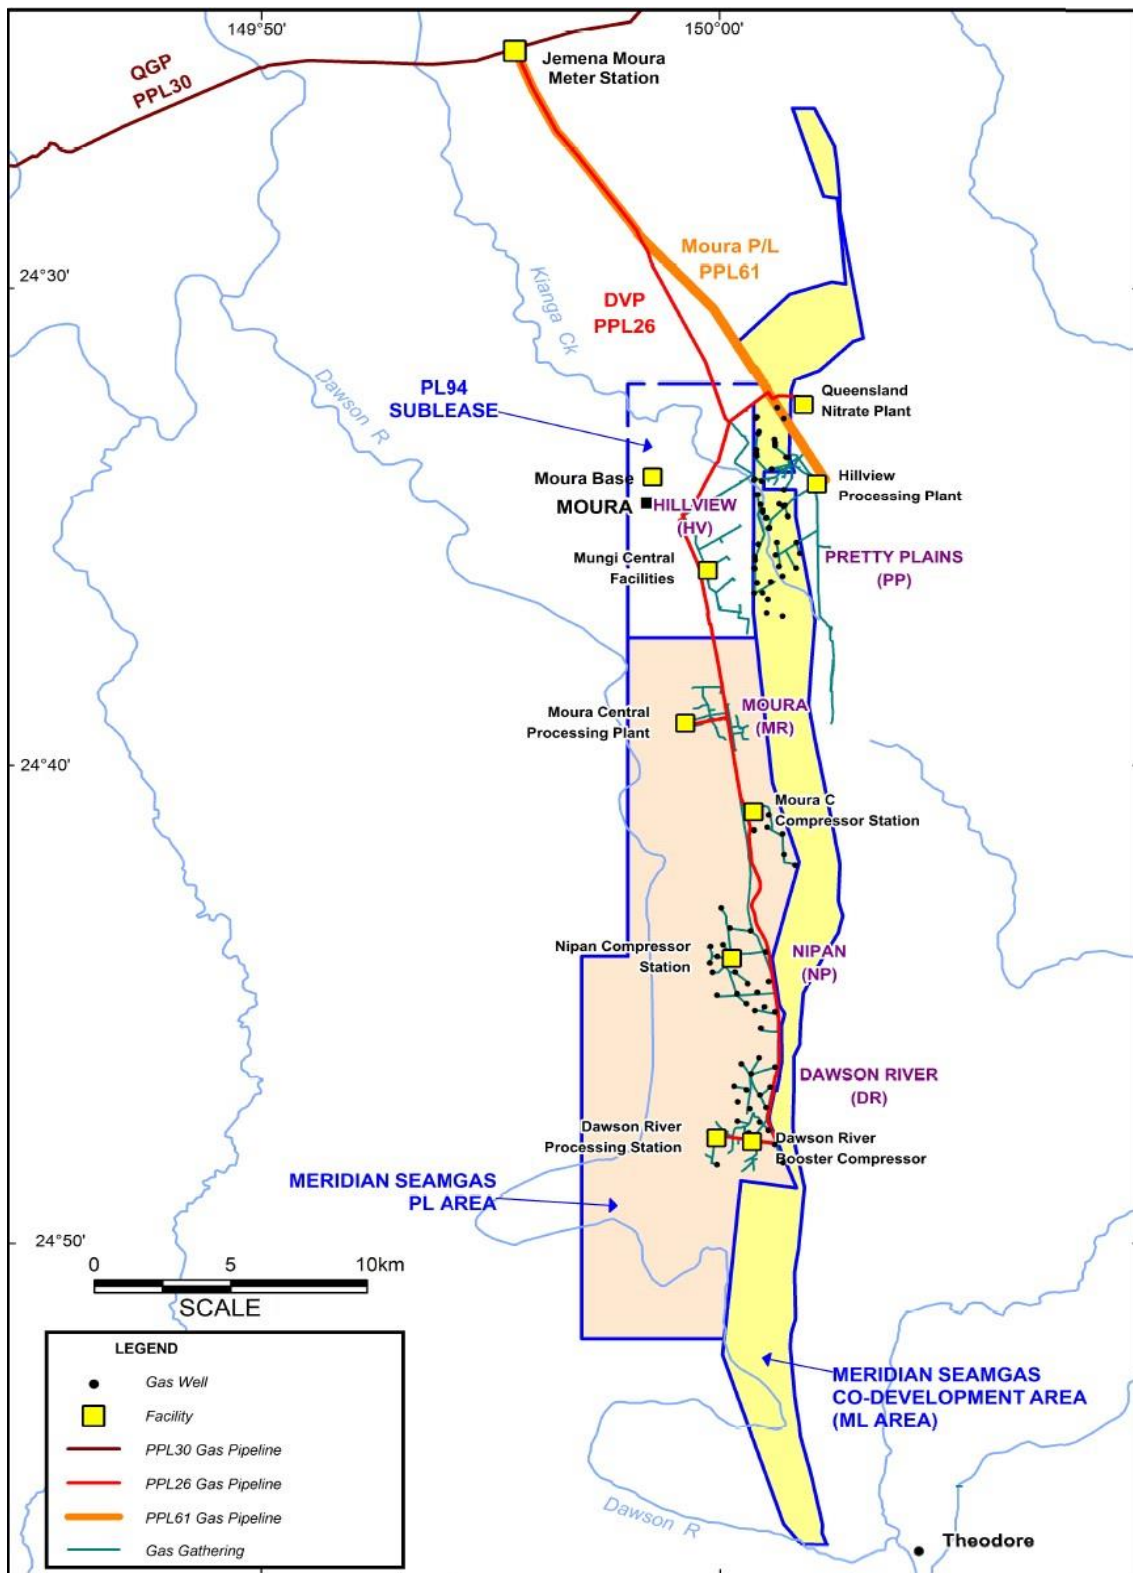 149°50'
150°00'
QGP
PPL30
Jemena Moura
Meter Station
Moura P/L
PPL61
24°30'
DVP
PPL26
Kianga Ck
Dawson R
PL94
SUBLEASE
Queensland
Nitrate Plant
Moura Base
MOURA
HILLVIEW
(HV)
Hillview
Processing Plant
Mungi Central
Facilities
PRETTY PLAINS
(PP)
Moura Central
Processing Plant
MOURA
(MR)
24°40'
Moura C
Compressor Station
Nipan Compressor
Station
NIPAN
(NP)
DAWSON RIVER
(DR)
Dawson River
Processing Station
Dawson River
Booster Compressor
MERIDIAN SEAMGAS
PL AREA
24°50'
0 5 10km
SCALE
LEGEND
Gas Well
Facility
PPL30 Gas Pipeline
PPL26 Gas Pipeline
PPL61 Gas Pipeline
Gas Gathering
MERIDIAN SEAMGAS
CO-DEVELOPMENT AREA
(ML AREA)
Dawson R
Theodore